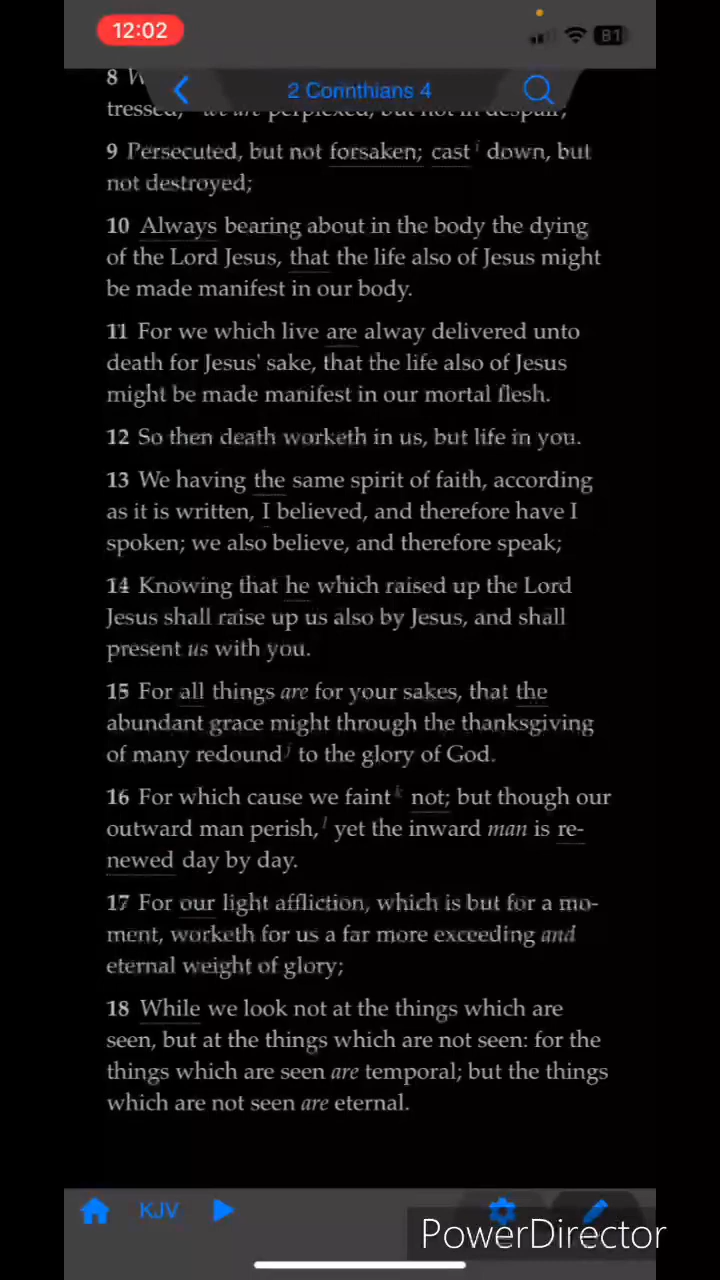 12:02
81
2 Corinthians 4
8
tressed, we are perplexed, but not in despair;
9 Persecuted, but not forsaken; cast i down, but
not destroyed;
10 Always bearing about in the body the dying
of the Lord Jesus, that the life also of Jesus might
be made manifest in our body.
11 For we which live are alway delivered unto
death for Jesus' sake, that the life also of Jesus
might be made manifest in our mortal flesh.
12 So then death worketh in us, but life in you.
13 We having the same spirit of faith, according
as it is written, I believed, and therefore have I
spoken; we also believe, and therefore speak;
14 Knowing that he which raised up the Lord
Jesus shall raise up us also by Jesus, and shall
present us with you.
15 For all things are for your sakes, that the
abundant grace might through the thanksgiving
of many redound j to the glory of God.
16 For which cause we faint k not; but though our
outward man perish, l yet the inward man is re-
newed day by day.
17 For our light affliction, which is but for a mo-
ment, worketh for us a far more exceeding and
eternal weight of glory;
18 While we look not at the things which are
seen, but at the things which are not seen: for the
things which are seen are temporal; but the things
which are not seen are eternal.
KJV
PowerDirector